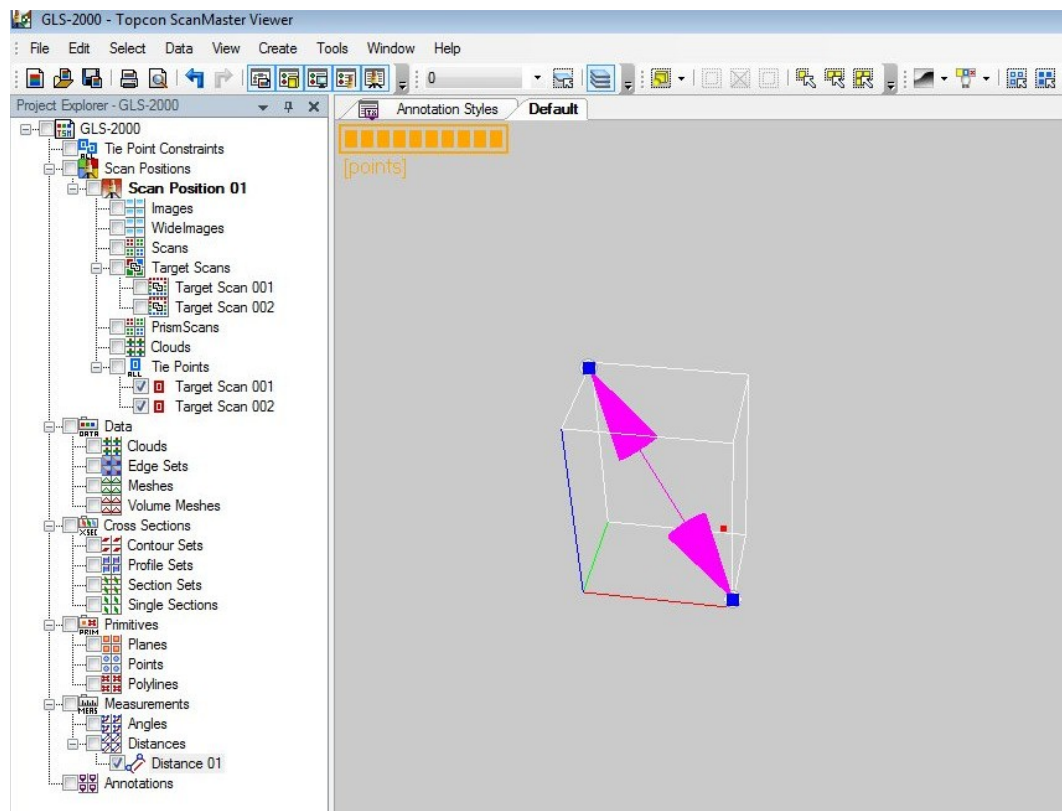 GLS-2000 - Topcon ScanMaster Viewer
File Edit Select Data View Create Tools Window Help
0
Project Explorer - GLS-2000
Annotation Styles Default
GLS-2000
[points]
Tie Point Constraints
Scan Positions
Scan Position 01
Images
WideImages
Scans
Target Scans
Target Scan 001
Target Scan 002
PrismScans
Clouds
Tie Points
Target Scan 001
Target Scan 002
Data
Clouds
Edge Sets
Meshes
Volume Meshes
Cross Sections
Contour Sets
Profile Sets
Section Sets
Single Sections
Primitives
Planes
Points
Polylines
Measurements
Angles
Distances
Distance 01
Annotations